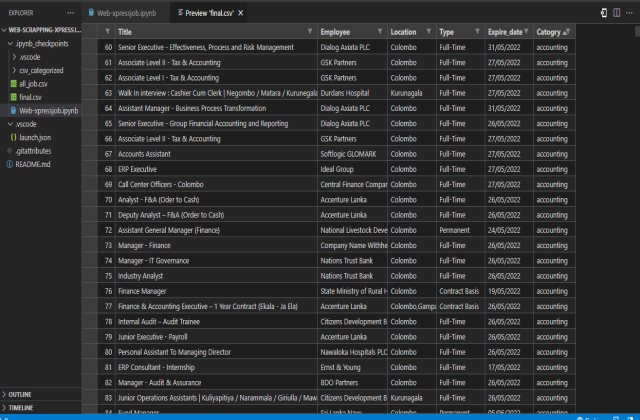 EXPLORER ··· Web-xpressjob.ipynb Preview 'final.csv' X ···
WEB-SCRAPPING-XPRESSJ...
.ipynb_checkpoints
.vscode
csv_categorized
all_job.csv
final.csv
Web-xpressjob.ipynb
.vscode
launch.json
.gitattributes
README.md
OUTLINE
TIMELINE
Title Employee Location Type Expire_date Catogry
60 Senior Executive - Effectiveness, Process and Risk Management Dialog Axiata PLC Colombo Full-Time 31/05/2022 accounting
61 Associate Level II - Tax & Accounting GSK Partners Colombo Full-Time 27/05/2022 accounting
62 Associate Level I - Tax & Accounting GSK Partners Colombo Full-Time 27/05/2022 accounting
63 Walk In interview : Cashier Cum Clerk | Negombo / Matara / Kurunegala Durdans Hospital Kurunagala Full-Time 27/05/2022 accounting
64 Assistant Manager - Business Process Transformation Dialog Axiata PLC Colombo Full-Time 31/05/2022 accounting
65 Senior Executive - Group Financial Accounting and Reporting Dialog Axiata PLC Colombo Full-Time 26/05/2022 accounting
66 Associate Level II - Tax & Accounting GSK Partners Colombo Full-Time 27/05/2022 accounting
67 Accounts Assistant Softlogic GLOMARK Colombo Full-Time 27/05/2022 accounting
68 ERP Executive Ideal Group Colombo Full-Time 27/05/2022 accounting
69 Call Center Officers - Colombo Central Finance Compan Colombo Full-Time 27/05/2022 accounting
70 Analyst - F&A (Oder to Cash) Accenture Lanka Colombo Full-Time 26/05/2022 accounting
71 Deputy Analyst – F&A (Order to Cash) Accenture Lanka Colombo Full-Time 26/05/2022 accounting
72 Assistant General Manager (Finance) National Livestock Deve Colombo Permanent 24/05/2022 accounting
73 Manager - Finance Company Name Withhe Colombo Full-Time 26/05/2022 accounting
74 Manager - IT Governance Nations Trust Bank Colombo Full-Time 26/05/2022 accounting
75 Industry Analyst Nations Trust Bank Colombo Full-Time 26/05/2022 accounting
76 Finance Manager State Ministry of Rural H Colombo Contract Basis 19/05/2022 accounting
77 Finance & Accounting Executive – 1 Year Contract (Ekala - Ja Ela) Accenture Lanka Colombo,Gampa Contract Basis 26/05/2022 accounting
78 Internal Audit – Audit Trainee Citizens Development B Colombo Full-Time 26/05/2022 accounting
79 Junior Executive - Payroll Accenture Lanka Colombo Full-Time 26/05/2022 accounting
80 Personal Assistant To Managing Director Nawaloka Hospitals PLC Colombo Full-Time 26/05/2022 accounting
81 ERP Consultant - Internship Ernst & Young Colombo Full-Time 17/05/2022 accounting
82 Manager - Audit & Assurance BDO Partners Colombo Full-Time 26/05/2022 accounting
83 Junior Operations Assistants | Kuliyapitiya / Narammala / Giriulla / Maw Citizens Development B Kurunagala Full-Time 26/05/2022 accounting
84 Fund Manager Sri Lanka Navy Colombo Permanent 05/06/2022 accounting